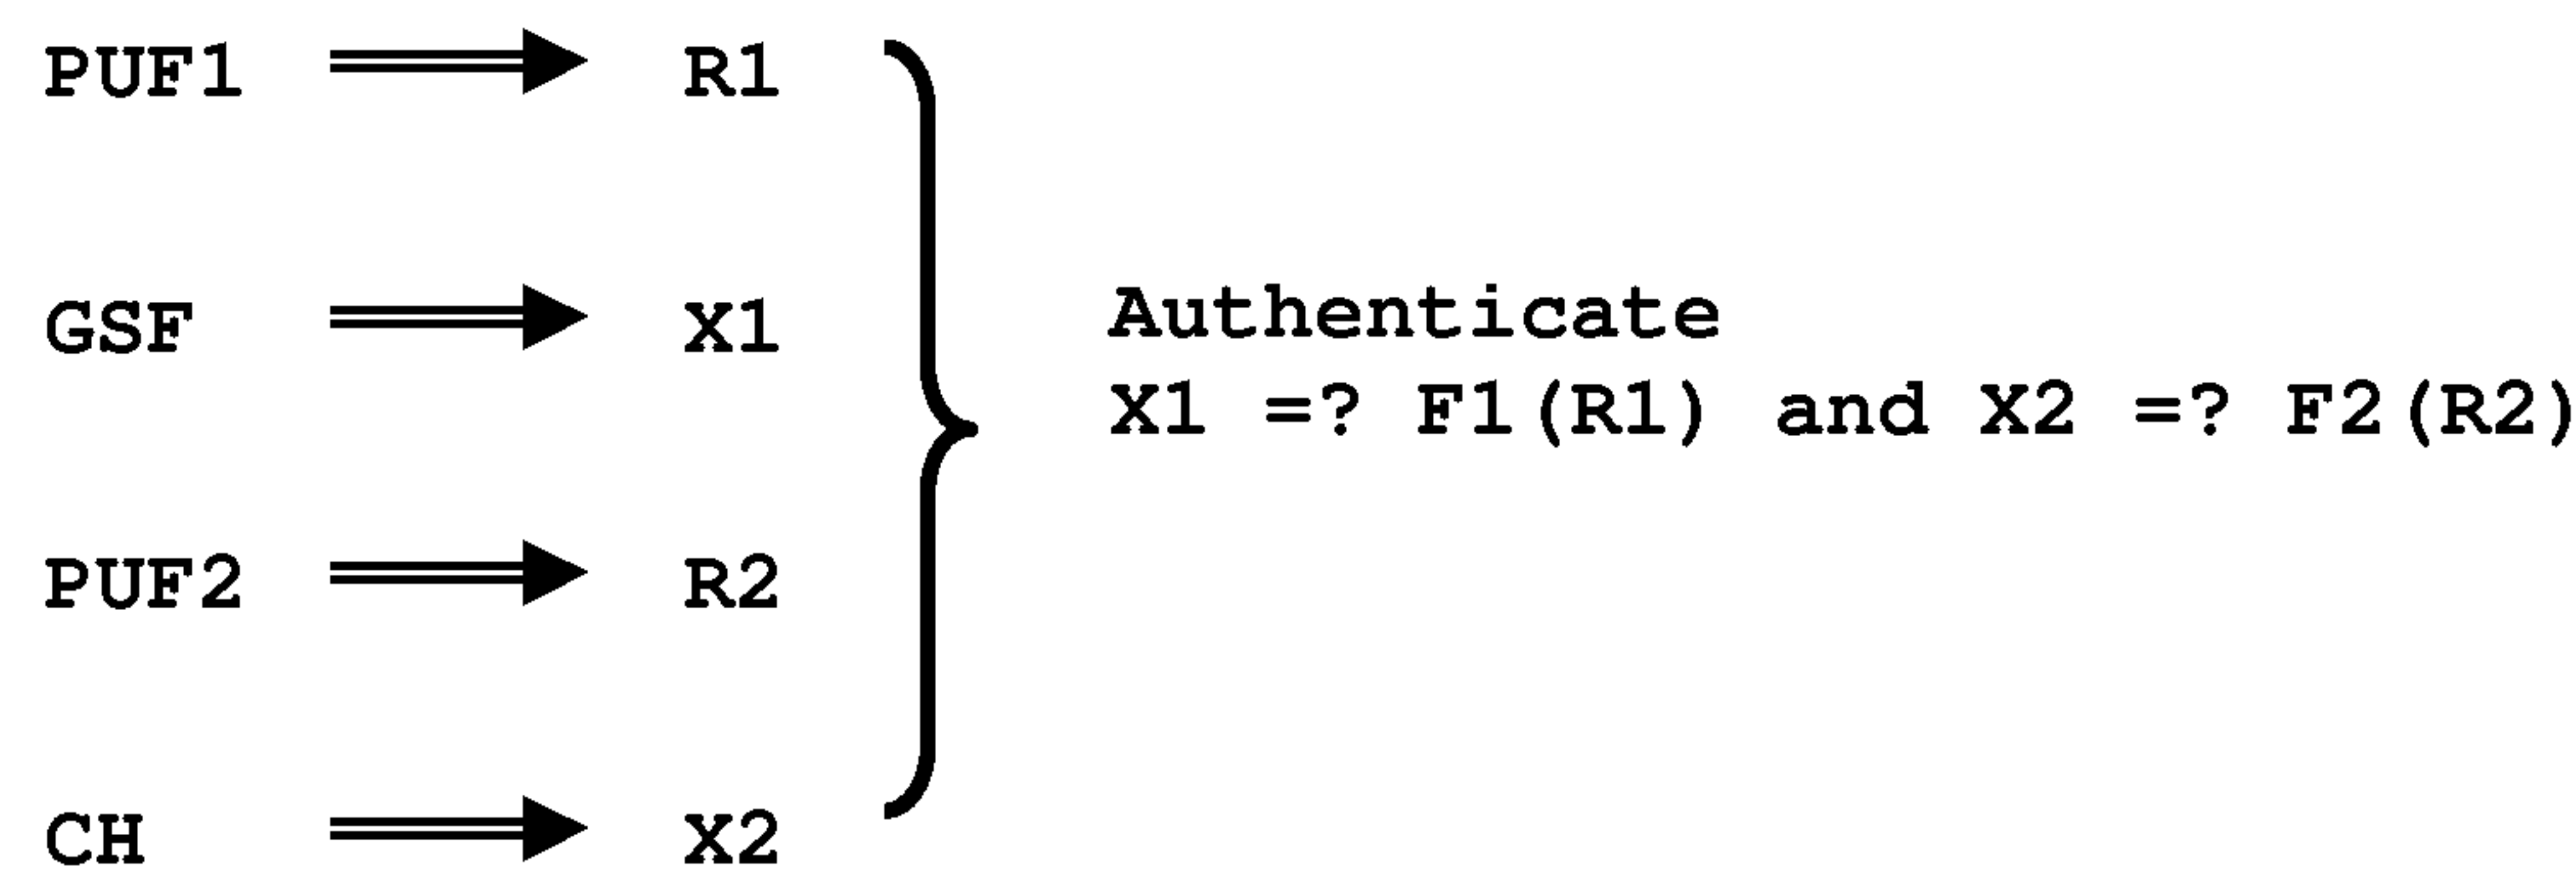 PUF1 R1
GSF X1
PUF2 R2
CH X2
Authenticate
X1 =? F1(R1) and X2 =? F2(R2)